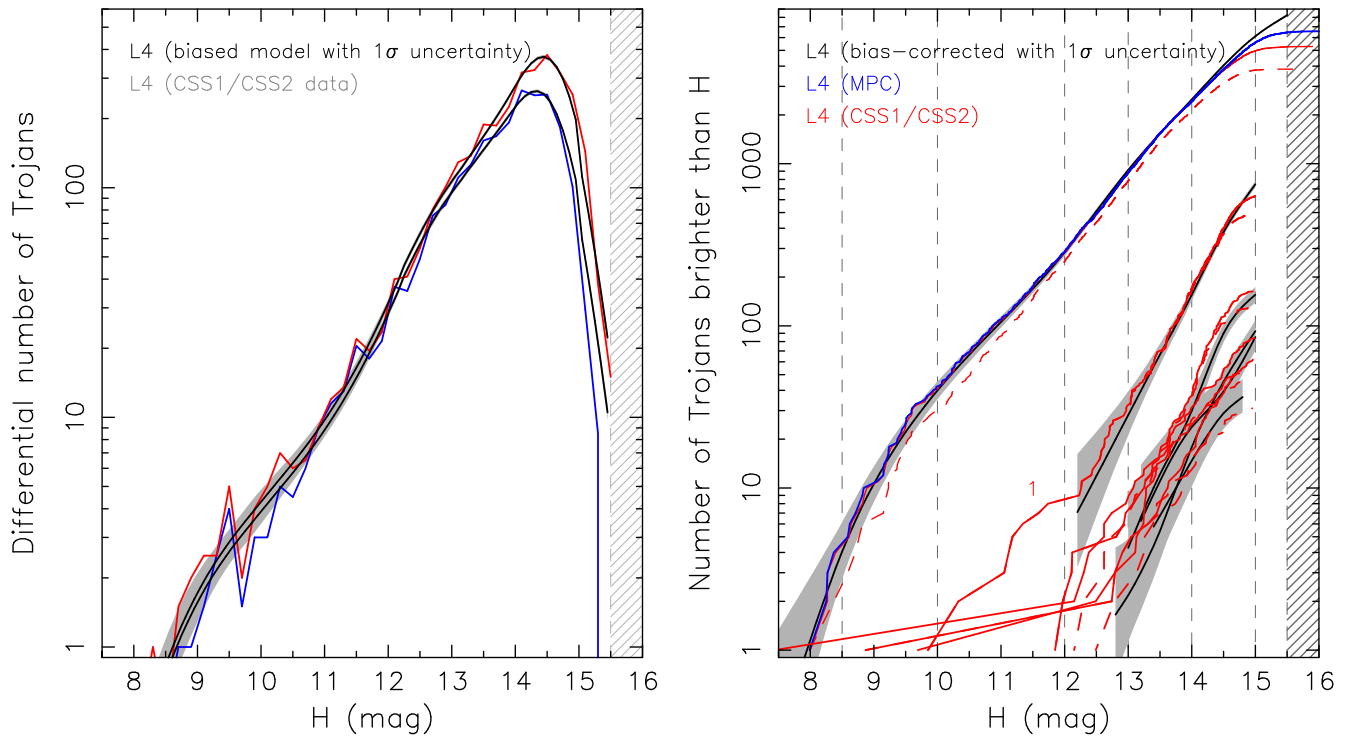 L4 (biased model with 1σ uncertainty)
L4 (CSS1/CSS2 data)
Differential number of Trojans
1
10
100
8 9 10 11 12 13 14 15 16
H (mag)
L4 (bias-corrected with 1σ uncertainty)
L4 (MPC)
L4 (CSS1/CSS2)
1
Number of Trojans brighter than H
1
10
100
1000
8 9 10 11 12 13 14 15 16
H (mag)